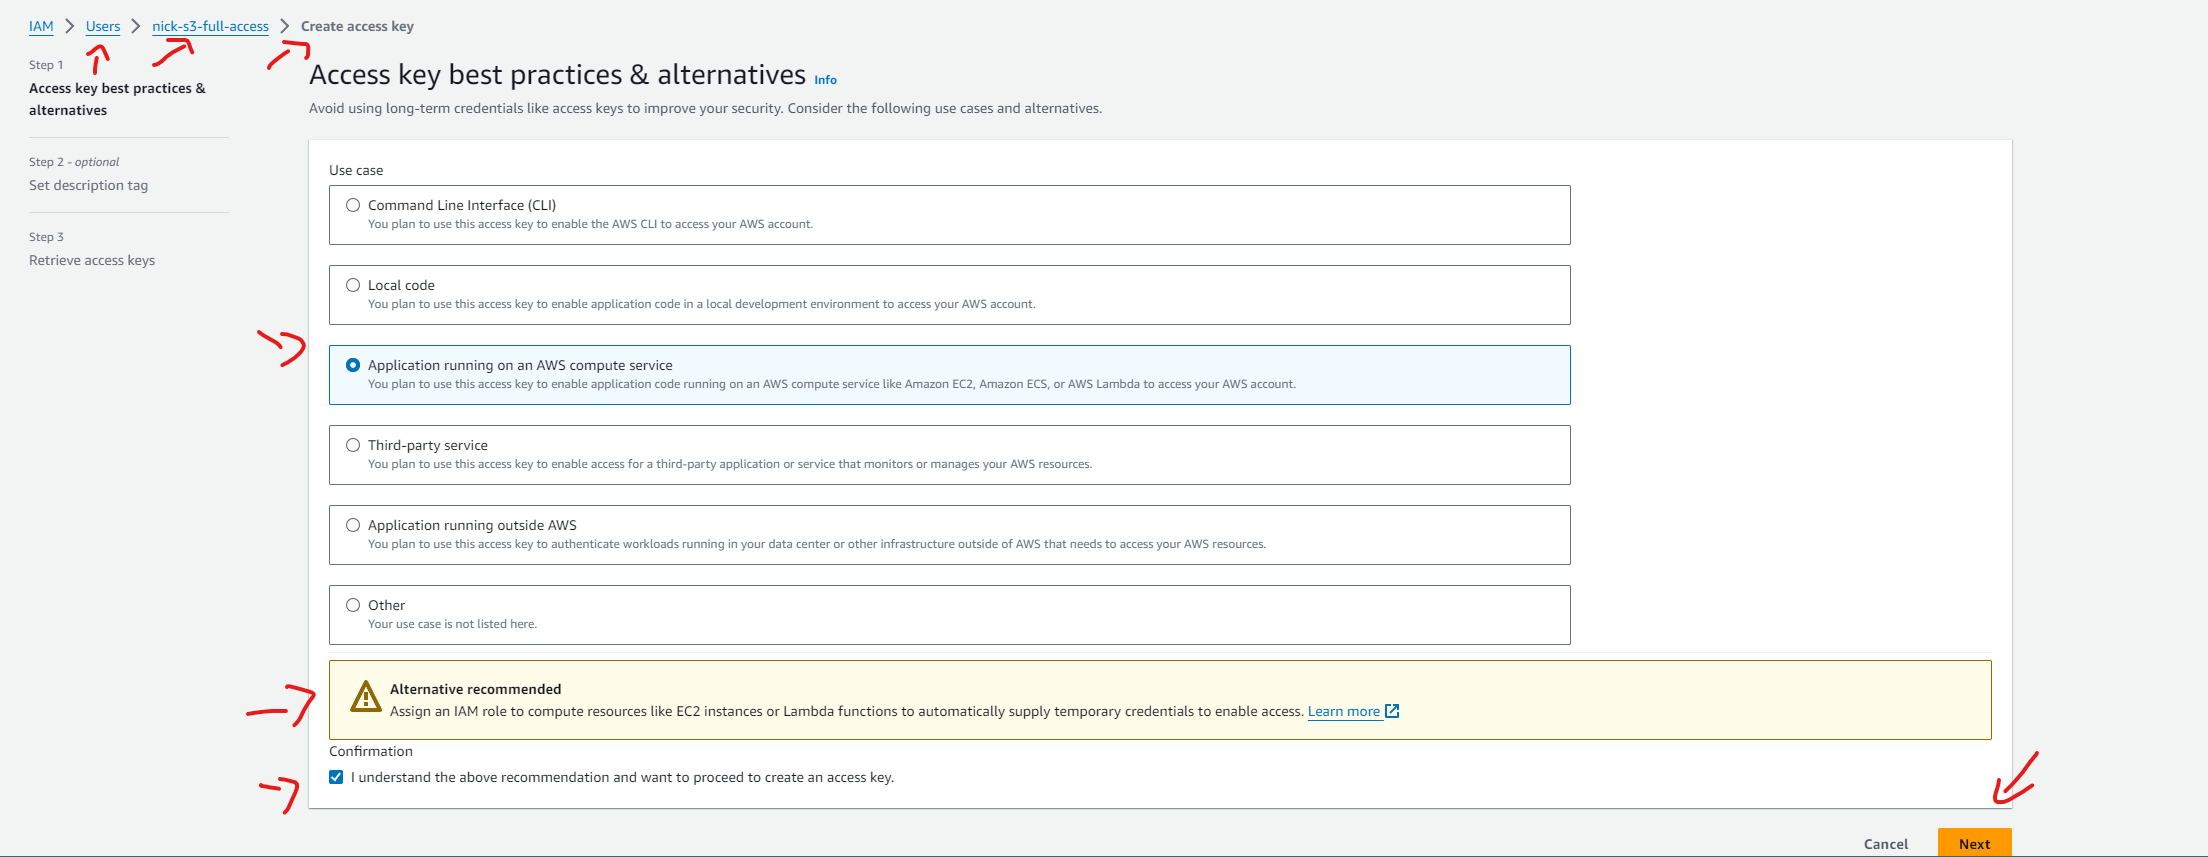 IAM > Users > nick-s3-full-access > Create access key
Step 1
Access key best practices &
alternatives
Step 2 - optional
Set description tag
Step 3
Retrieve access keys
Access key best practices & alternatives Info
Avoid using long-term credentials like access keys to improve your security. Consider the following use cases and alternatives.
Use case
Command Line Interface (CLI)
You plan to use this access key to enable the AWS CLI to access your AWS account.
Local code
You plan to use this access key to enable application code in a local development environment to access your AWS account.
Application running on an AWS compute service
You plan to use this access key to enable application code running on an AWS compute service like Amazon EC2, Amazon ECS, or AWS Lambda to access your AWS account.
Third-party service
You plan to use this access key to enable access for a third-party application or service that monitors or manages your AWS resources.
Application running outside AWS
You plan to use this access key to authenticate workloads running in your data center or other infrastructure outside of AWS that needs to access your AWS resources.
Other
Your use case is not listed here.
Alternative recommended
Assign an IAM role to compute resources like EC2 instances or Lambda functions to automatically supply temporary credentials to enable access. Learn more
Confirmation
I understand the above recommendation and want to proceed to create an access key.
Cancel Next